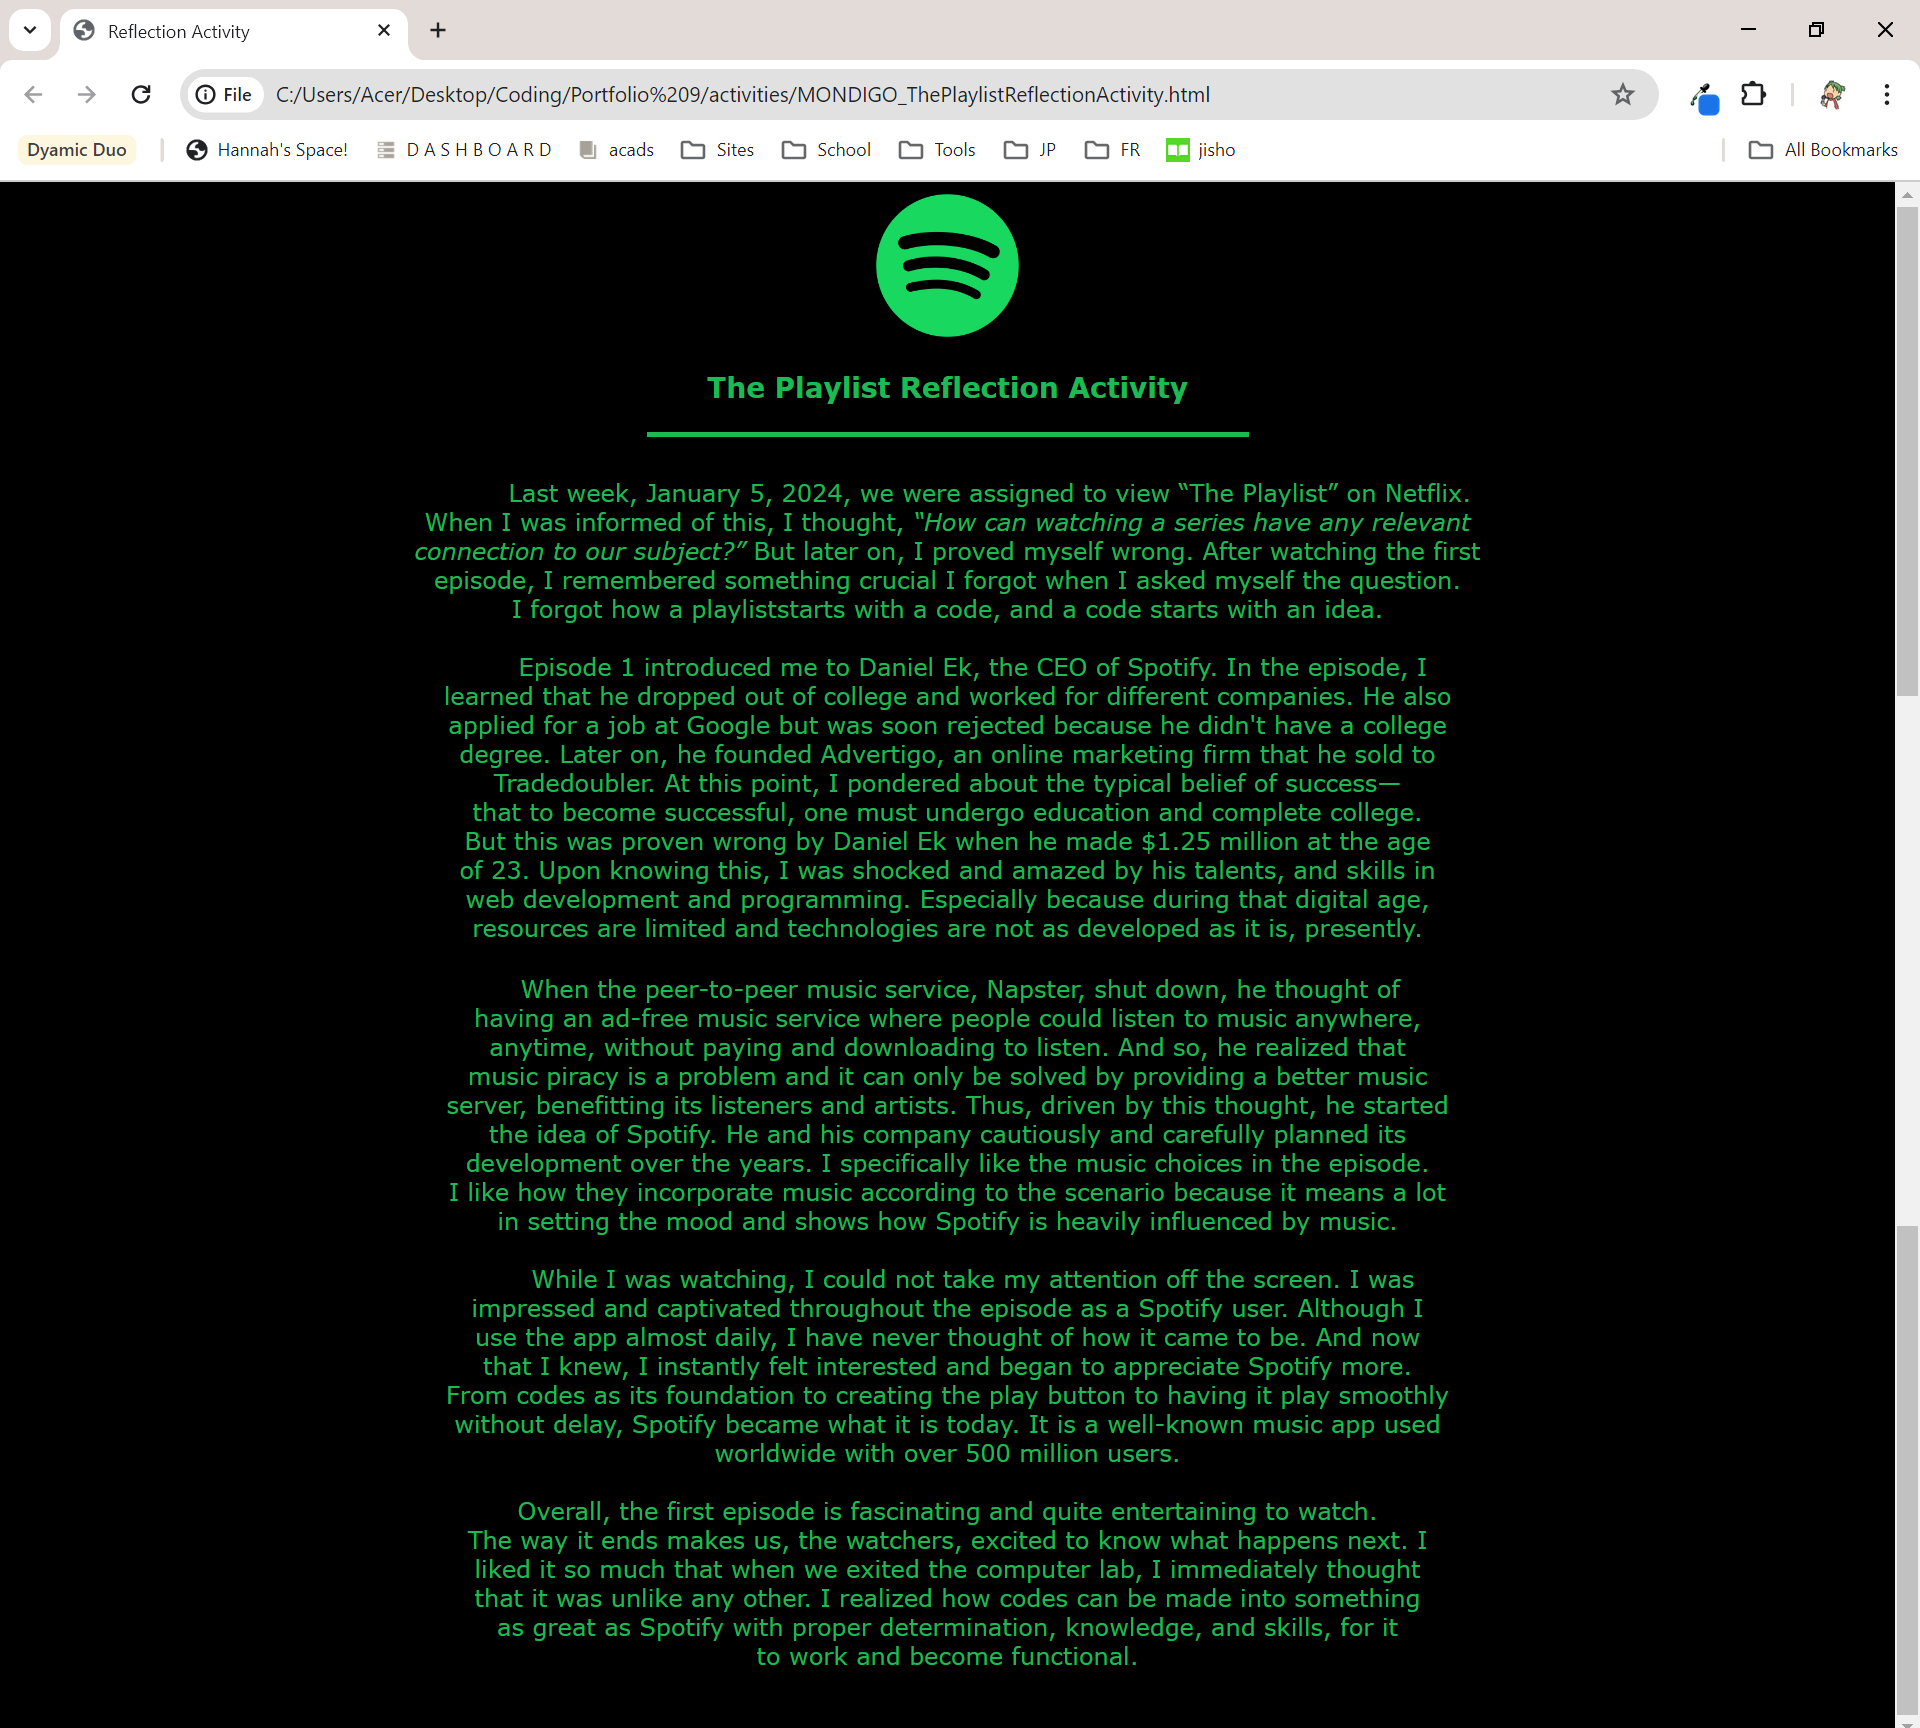 Reflection Activity
File C:/Users/Acer/Desktop/Coding/Portfolio%209/activities/MONDIGO_ThePlaylistReflectionActivity.html
Dyamic Duo Hannah's Space! D A S H B O A R D acads Sites School Tools JP FR jisho All Bookmarks
The Playlist Reflection Activity
Last week, January 5, 2024, we were assigned to view “The Playlist” on Netflix.
When I was informed of this, I thought, “How can watching a series have any relevant
connection to our subject?” But later on, I proved myself wrong. After watching the first
episode, I remembered something crucial I forgot when I asked myself the question.
I forgot how a playliststarts with a code, and a code starts with an idea.
Episode 1 introduced me to Daniel Ek, the CEO of Spotify. In the episode, I
learned that he dropped out of college and worked for different companies. He also
applied for a job at Google but was soon rejected because he didn't have a college
degree. Later on, he founded Advertigo, an online marketing firm that he sold to
Tradedoubler. At this point, I pondered about the typical belief of success—
that to become successful, one must undergo education and complete college.
But this was proven wrong by Daniel Ek when he made $1.25 million at the age
of 23. Upon knowing this, I was shocked and amazed by his talents, and skills in
web development and programming. Especially because during that digital age,
resources are limited and technologies are not as developed as it is, presently.
When the peer-to-peer music service, Napster, shut down, he thought of
having an ad-free music service where people could listen to music anywhere,
anytime, without paying and downloading to listen. And so, he realized that
music piracy is a problem and it can only be solved by providing a better music
server, benefitting its listeners and artists. Thus, driven by this thought, he started
the idea of Spotify. He and his company cautiously and carefully planned its
development over the years. I specifically like the music choices in the episode.
I like how they incorporate music according to the scenario because it means a lot
in setting the mood and shows how Spotify is heavily influenced by music.
While I was watching, I could not take my attention off the screen. I was
impressed and captivated throughout the episode as a Spotify user. Although I
use the app almost daily, I have never thought of how it came to be. And now
that I knew, I instantly felt interested and began to appreciate Spotify more.
From codes as its foundation to creating the play button to having it play smoothly
without delay, Spotify became what it is today. It is a well-known music app used
worldwide with over 500 million users.
Overall, the first episode is fascinating and quite entertaining to watch.
The way it ends makes us, the watchers, excited to know what happens next. I
liked it so much that when we exited the computer lab, I immediately thought
that it was unlike any other. I realized how codes can be made into something
as great as Spotify with proper determination, knowledge, and skills, for it
to work and become functional.